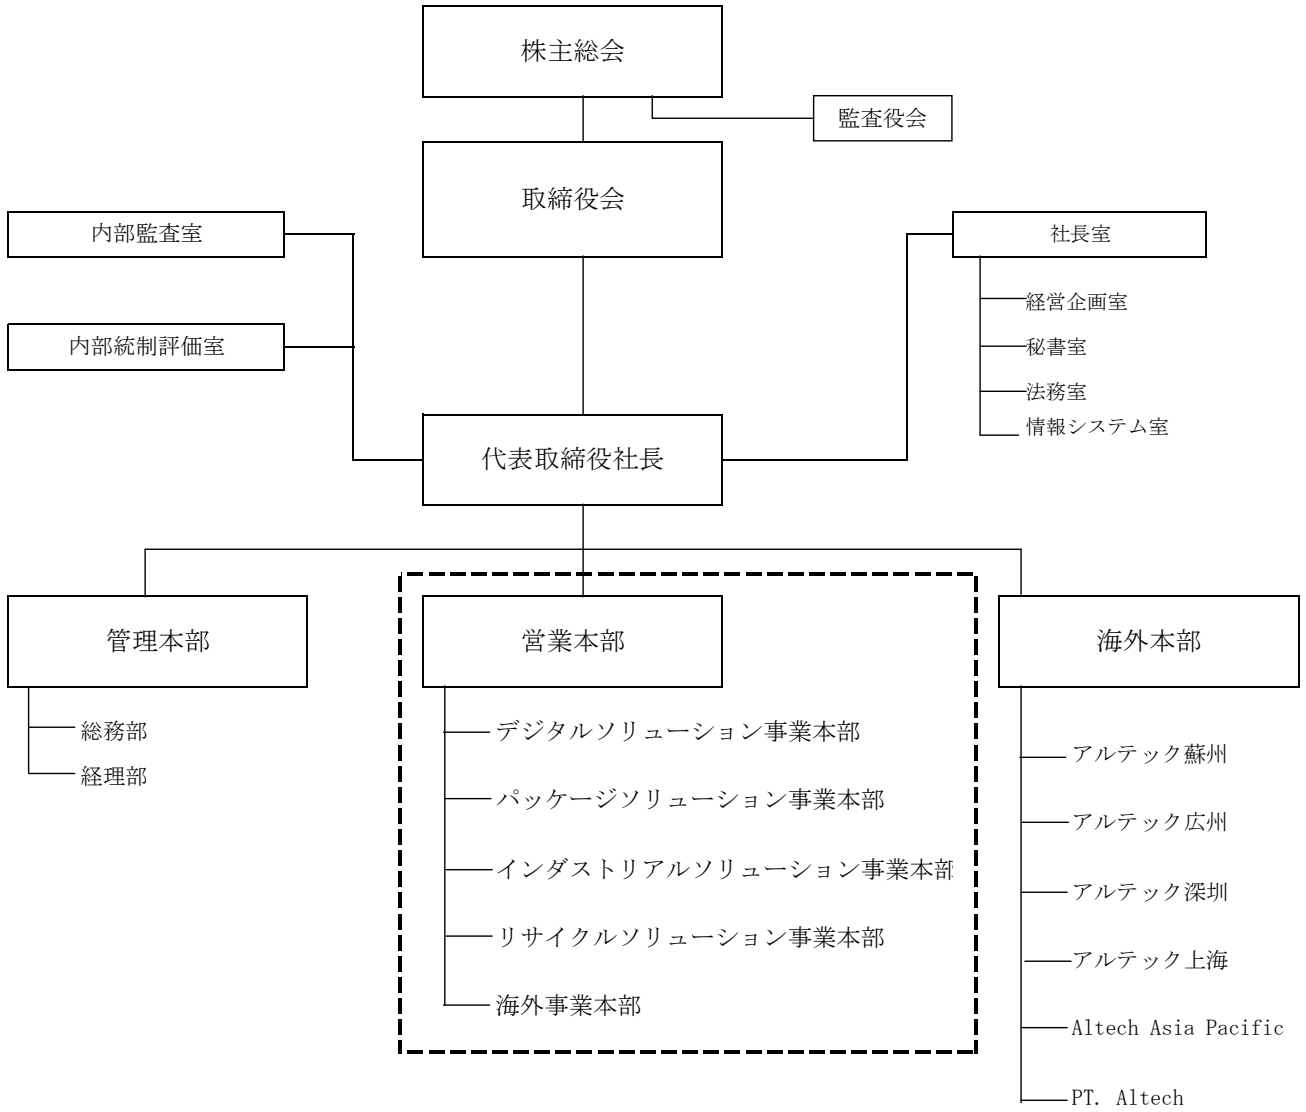 株主総会
監査役会
取締役会
内部監査室
社長室
経営企画室
内部統制評価室
秘書室
法務室
情報システム室
代表取締役社長
管理本部
総務部
経理部
営業本部
デジタルソリューション事業本部
パッケージソリューション事業本部
インダストリアルソリューション事業本部
リサイクルソリューション事業本部
海外事業本部
海外本部
アルテック蘇州
アルテック広州
アルテック深圳
アルテック上海
Altech Asia Pacific
PT. Altech